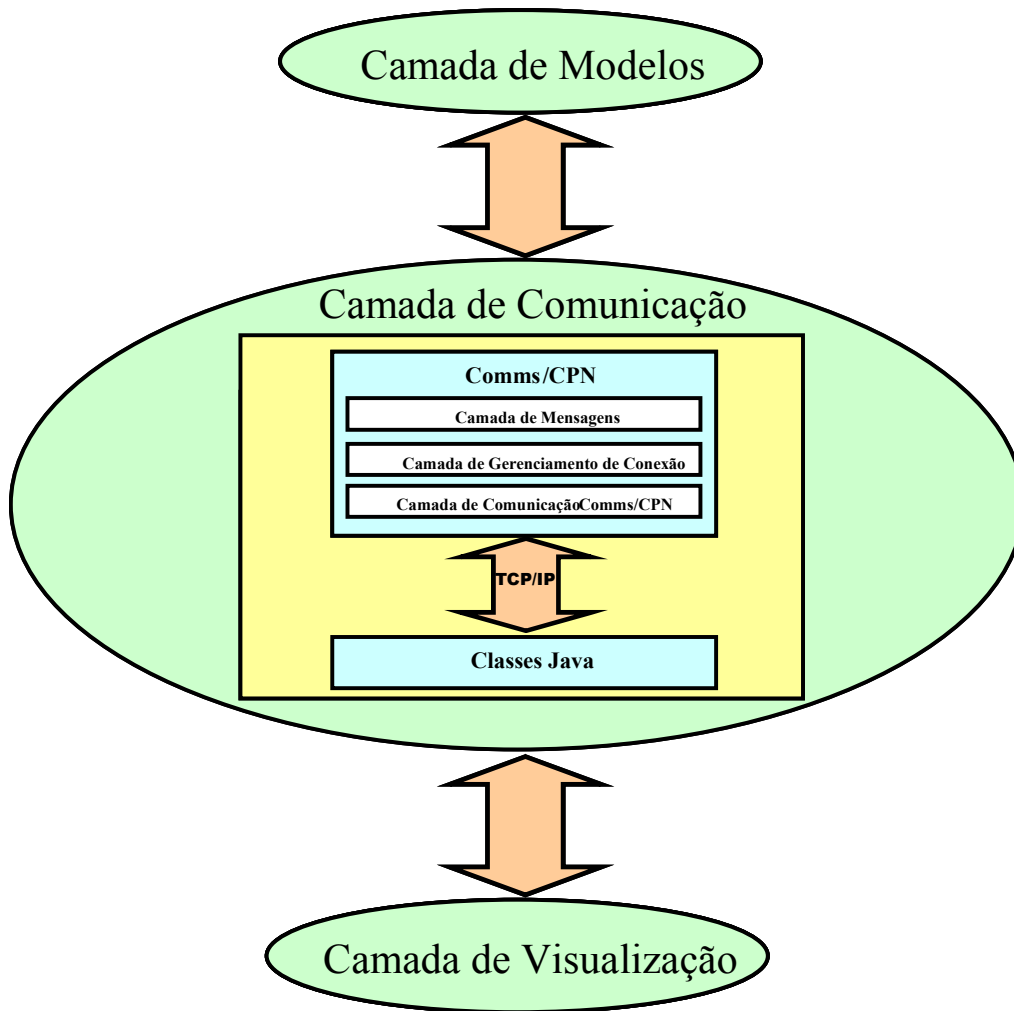 Camada de Modelos
Camada de Comunicação
Comms/CPN
Camada de Mensagens
Camada de Gerenciamento de Conexão
Camada de ComunicaçãoComms/CPN
TCP/IP
Classes Java
Camada de Visualização